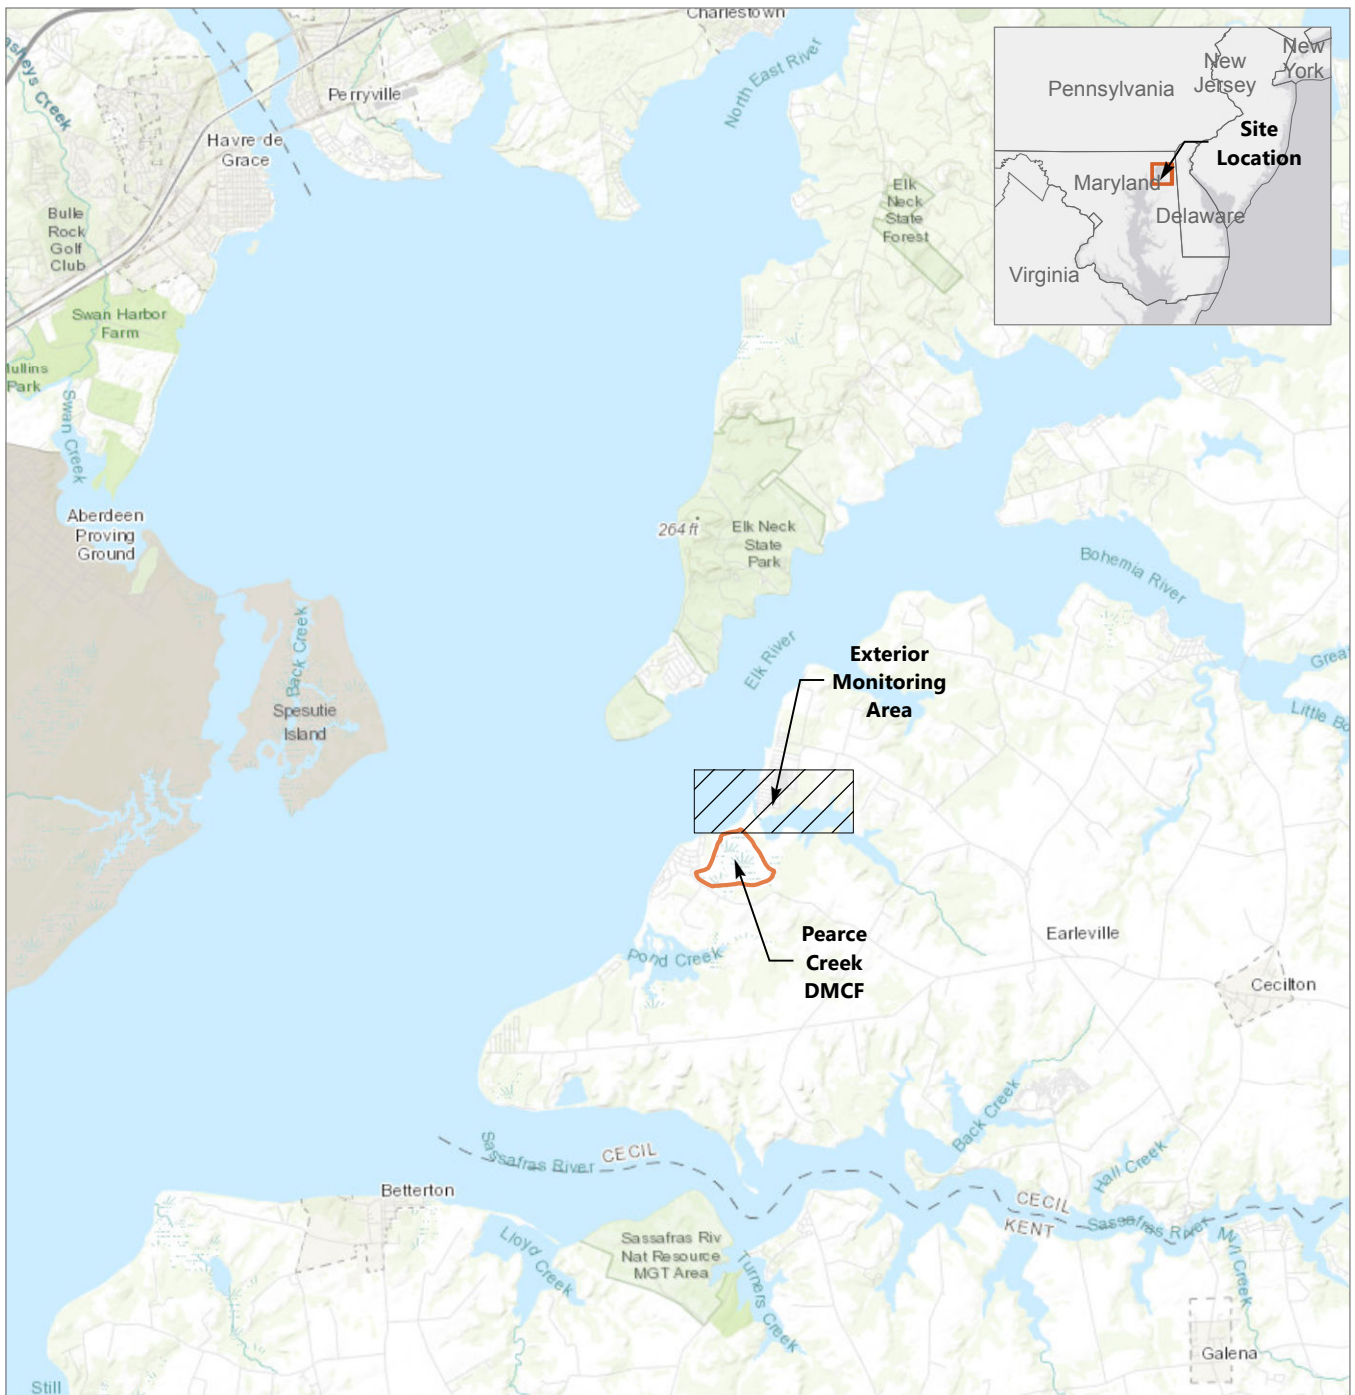 Charlestown
North East River
Perryville
Havre de
Grace
Bulle
Rock
Golf
Club
Swan Harbor
Farm
Park
Swan Creek
Aberdeen
Proving
Ground
Back Creek
Spesutie
Island
Elk
Neck
State
Forest
264 ft
Elk Neck
State
Park
Elk River
Bohemia River
Pennsylvania
New
Jersey
New
York
Site
Location
Maryland
Delaware
Virginia
Exterior
Monitoring
Area
Pearce
Creek
DMCF
Pond Creek
Earleville
Cecilton
Sassafras River
CECIL
Back Creek
Hall Creek
CECIL
KENT
Sassafras River
Betterton
Lloyd Creek
Sassafras Riv
Nat Resource
MGT Area
Turners Creek
Galena
Still